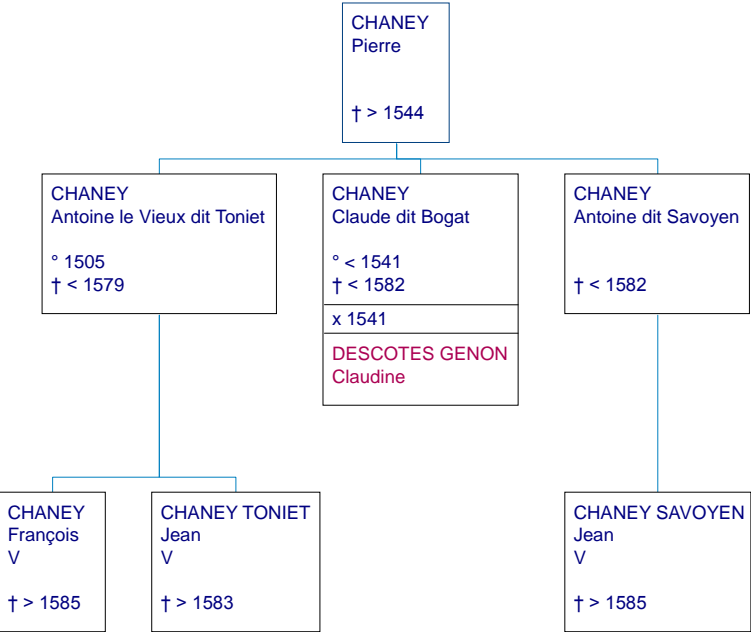 CHANEY
Pierre
† > 1544
CHANEY
Antoine le Vieux dit Toniet
° 1505
† < 1579
CHANEY
Claude dit Bogat
° < 1541
† < 1582
x 1541
DESCOTES GENON
Claudine
CHANEY
Antoine dit Savoyen
† < 1582
CHANEY
François
V
† > 1585
CHANEY TONIET
Jean
V
† > 1583
CHANEY SAVOYEN
Jean
V
† > 1585